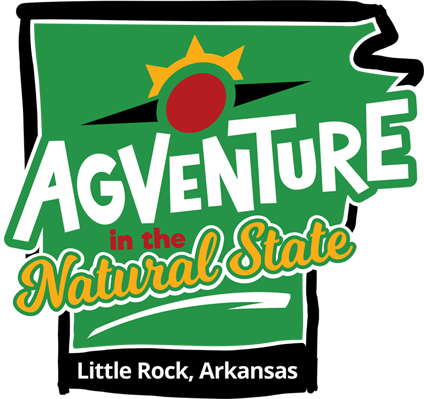 AGVENTURE
in the
Natural State
Little Rock, Arkansas